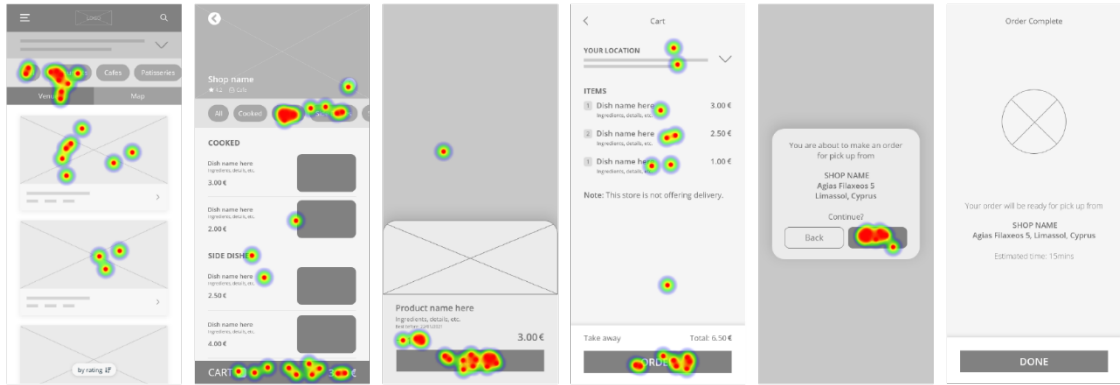 Cafes
Patisseries
Map
by rating
Shop name
All
Cooked
COOKED
Dish name here
Ingredients, details, etc.
3.00 €
Dish name here
Ingredients, details, etc.
2.00 €
Dish name here
Ingredients, details, etc.
2.50 €
Dish name here
Ingredients, details, etc.
4.00 €
CART
Product name here
Ingredients, details, etc.
3.00 €
Cart
YOUR LOCATION
ITEMS
1 Dish name here 3.00 €
Ingredients, details, etc.
2 Dish name here 2.50 €
Ingredients, details, etc.
1 Dish name 1.00 €
Ingredients, details,
Note: This store is not offering delivery.
Take away Total: 6.50 €
You are about to make an order
for pick up from
SHOP NAME
Agias Filaxeos 5
Limassol, Cyprus
Continue?
Back
Order Complete
Your order will be ready for pick up from
SHOP NAME
Agias Filaxeos 5, Limassol, Cyprus
Estimated time: 15mins
DONE